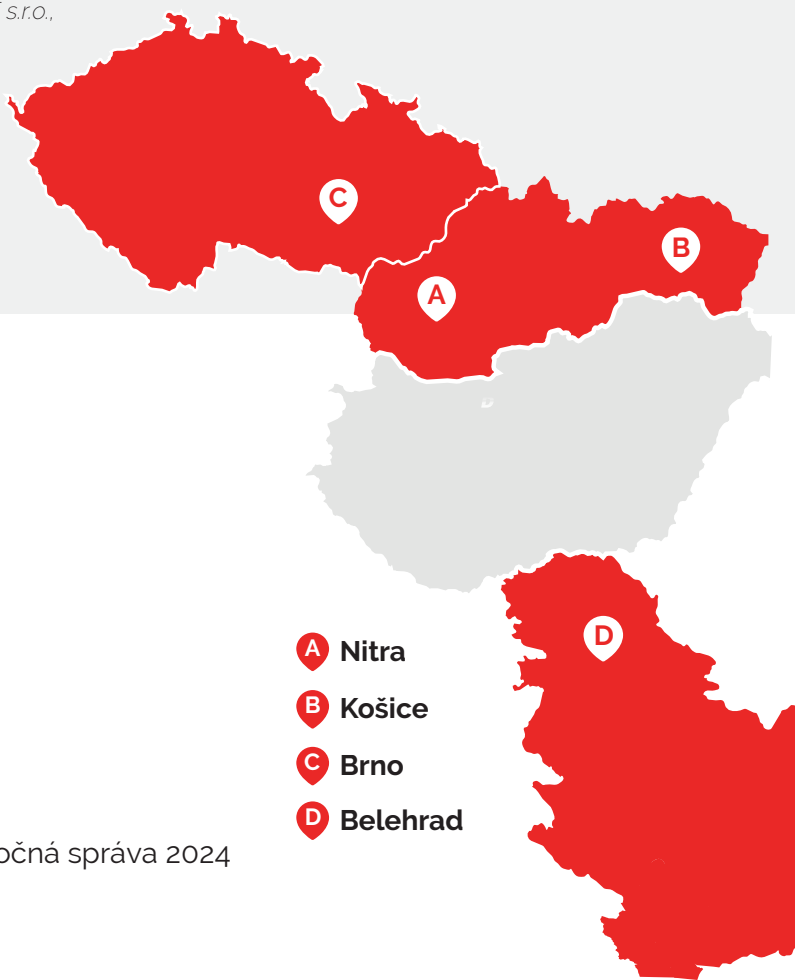 s.r.o.,
C
B
A
D
A Nitra
B Košice
C Brno
D Belehrad
očná správa 2024